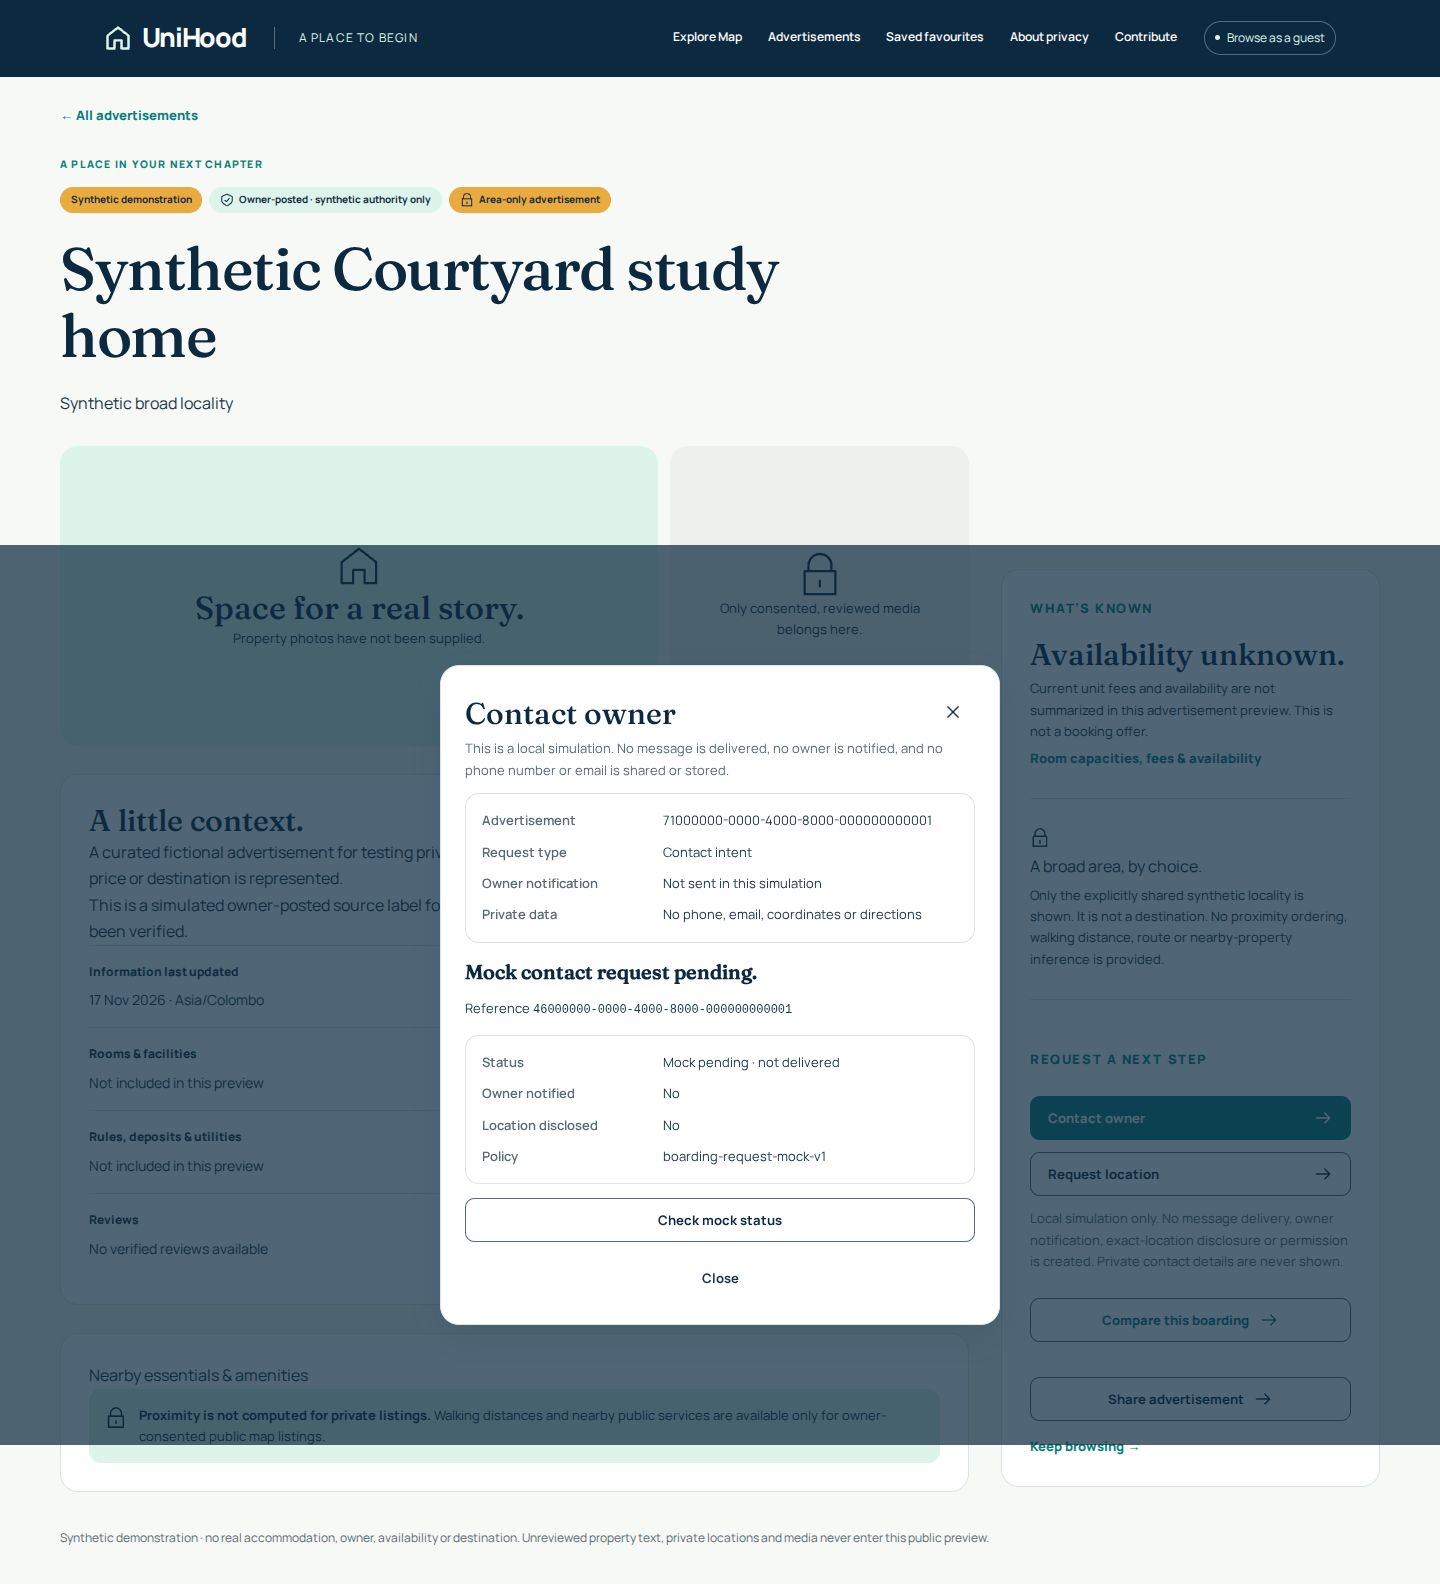 UniHood
A PLACE TO BEGIN
Explore Map
Advertisements
Saved favourites
About privacy
Contribute
Browse as a guest
← All advertisements
A PLACE IN YOUR NEXT CHAPTER
Synthetic demonstration
Owner-posted · synthetic authority only
Area-only advertisement
Synthetic Courtyard study
home
Synthetic broad locality
Space for a real story.
Property photos have not been supplied.
Only consented, reviewed media
belongs here.
WHAT'S KNOWN
Availability unknown.
Current unit fees and availability are not
summarized in this advertisement preview. This is
not a booking offer.
Room capacities, fees & availability
A broad area, by choice.
Only the explicitly shared synthetic locality is
shown. It is not a destination. No proximity ordering,
walking distance, route or nearby-property
inference is provided.
REQUEST A NEXT STEP
Contact owner
Request location
Local simulation only. No message delivery, owner
notification, exact-location disclosure or permission
is created. Private contact details are never shown.
Compare this boarding
Share advertisement
Keep browsing →
Contact owner
This is a local simulation. No message is delivered, no owner is notified, and no
phone number or email is shared or stored.
Advertisement 71000000-0000-4000-8000-000000000001
Request type Contact intent
Owner notification Not sent in this simulation
Private data No phone, email, coordinates or directions
Mock contact request pending.
Reference 46000000-0000-4000-8000-000000000001
Status Mock pending · not delivered
Owner notified No
Location disclosed No
Policy boarding-request-mock-v1
Check mock status
Close
A little context.
A curated fictional advertisement for testing
price or destination is represented.
This is a simulated owner-posted source label
been verified.
Information last updated
17 Nov 2026 · Asia/Colombo
Rooms & facilities
Not included in this preview
Rules, deposits & utilities
Not included in this preview
Reviews
No verified reviews available
Nearby essentials & amenities
Proximity is not computed for private listings. Walking distances and nearby public services are available only for owner-
consented public map listings.
Synthetic demonstration · no real accommodation, owner, availability or destination. Unreviewed property text, private locations and media never enter this public preview.